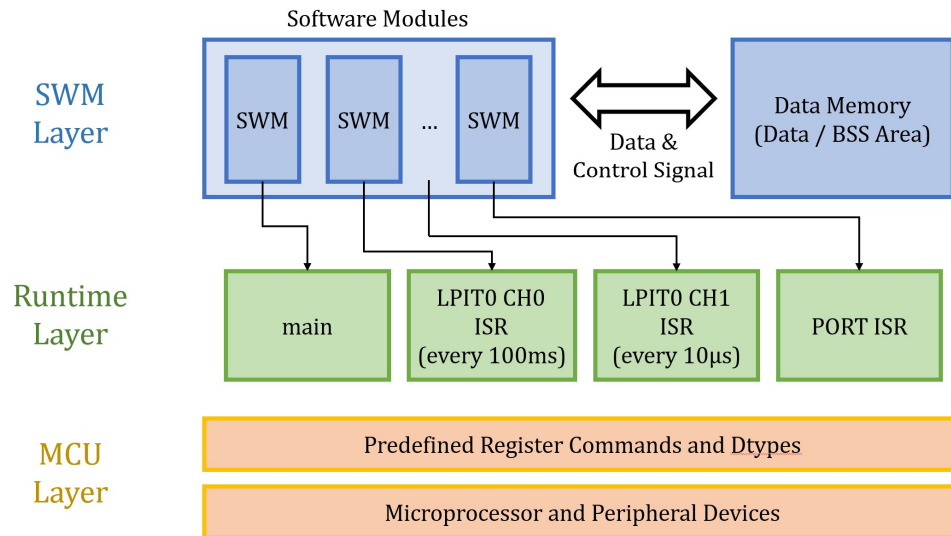 Software Modules
SWM
Layer
SWM
SWM
...
SWM
Data &
Control Signal
Data Memory
(Data / BSS Area)
Runtime
Layer
main
LPIT0 CH0
ISR
(every 100ms)
LPIT0 CH1
ISR
(every 10μs)
PORT ISR
MCU
Layer
Predefined Register Commands and Dtypes
Microprocessor and Peripheral Devices